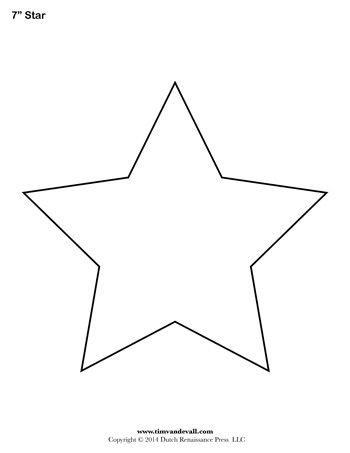 7” Star
www.timvandevall.com
Copyright © 2014 Dutch Renaissance Press LLC